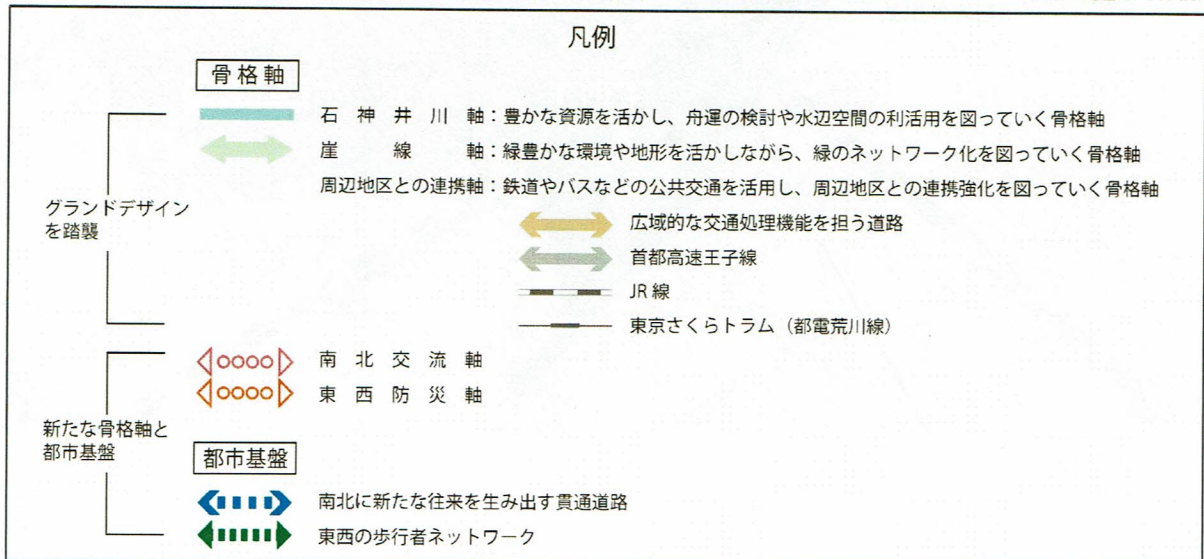 凡例
骨格軸
石神井川軸：豊かな資源を活かし、舟運の検討や水辺空間の利活用を図っていく骨格軸
崖線軸：緑豊かな環境や地形を活かしながら、緑のネットワーク化を図っていく骨格軸
周辺地区との連携軸：鉄道やバスなどの公共交通を活用し、周辺地区との連携強化を図っていく骨格軸
グランドデザイン
を踏襲
広域的な交通処理機能を担う道路
首都高速王子線
JR線
東京さくらトラム（都電荒川線）
南北交流軸
東西防災軸
新たな骨格軸と
都市基盤
都市基盤
南北に新たな往来を生み出す貫通道路
東西の歩行者ネットワーク